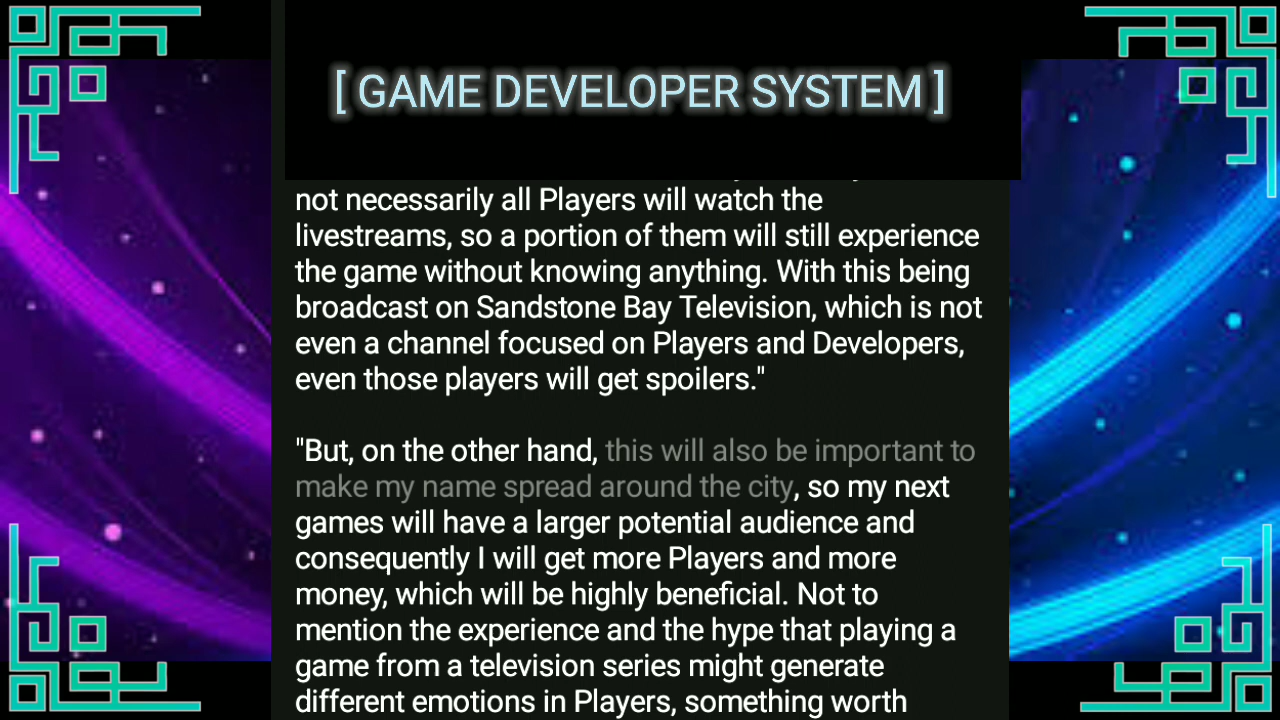 [ GAME DEVELOPER SYSTEM ]
not necessarily all Players will watch the
livestreams, so a portion of them will still experience
the game without knowing anything. With this being
broadcast on Sandstone Bay Television, which is not
even a channel focused on Players and Developers,
even those players will get spoilers."
"But, on the other hand, this will also be important to
make my name spread around the city, so my next
games will have a larger potential audience and
consequently I will get more Players and more
money, which will be highly beneficial. Not to
mention the experience and the hype that playing a
game from a television series might generate
different emotions in Players, something worth